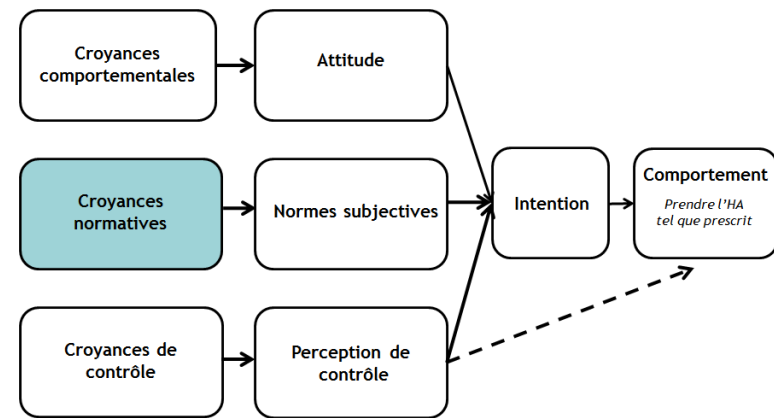 Croyances
comportementales
Attitude
Croyances
normatives
Normes subjectives
Intention
Comportement
Prendre l'HA
tel que prescrit
Croyances de
contrôle
Perception de
contrôle